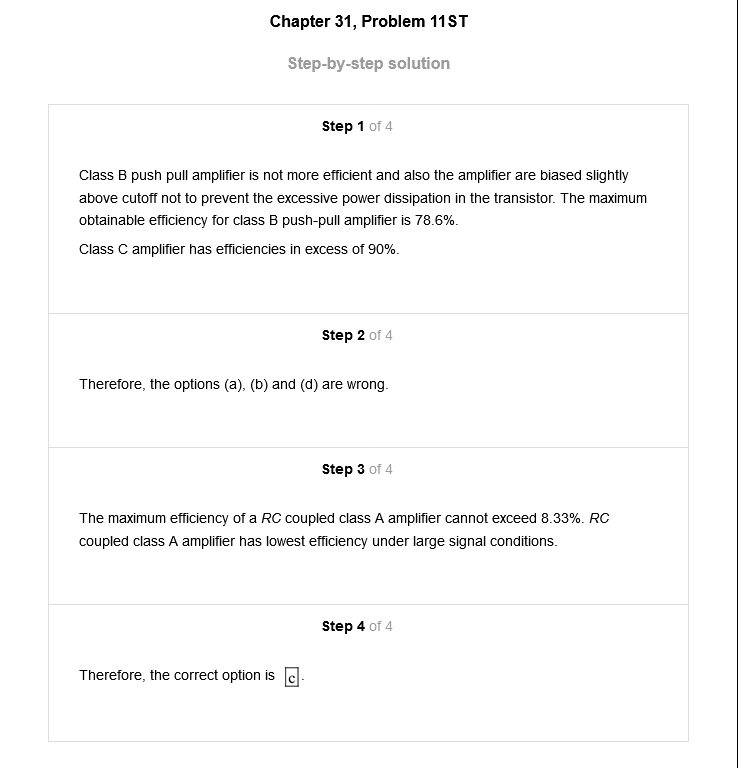 Chapter 31, Problem 11ST
Step-by-step solution
Step 1 of 4
Class B push pull amplifier is not more efficient and also the amplifier are biased slightly
above cutoff not to prevent the excessive power dissipation in the transistor. The maximum
obtainable efficiency for class B push-pull amplifier is 78.6%.
Class C amplifier has efficiencies in excess of 90%.
Step 2 of 4
Therefore, the options (a), (b) and (d) are wrong.
Step 3 of 4
The maximum efficiency of a RC coupled class A amplifier cannot exceed 8.33%. RC
coupled class A amplifier has lowest efficiency under large signal conditions.
Step 4 of 4
Therefore, the correct option is c.